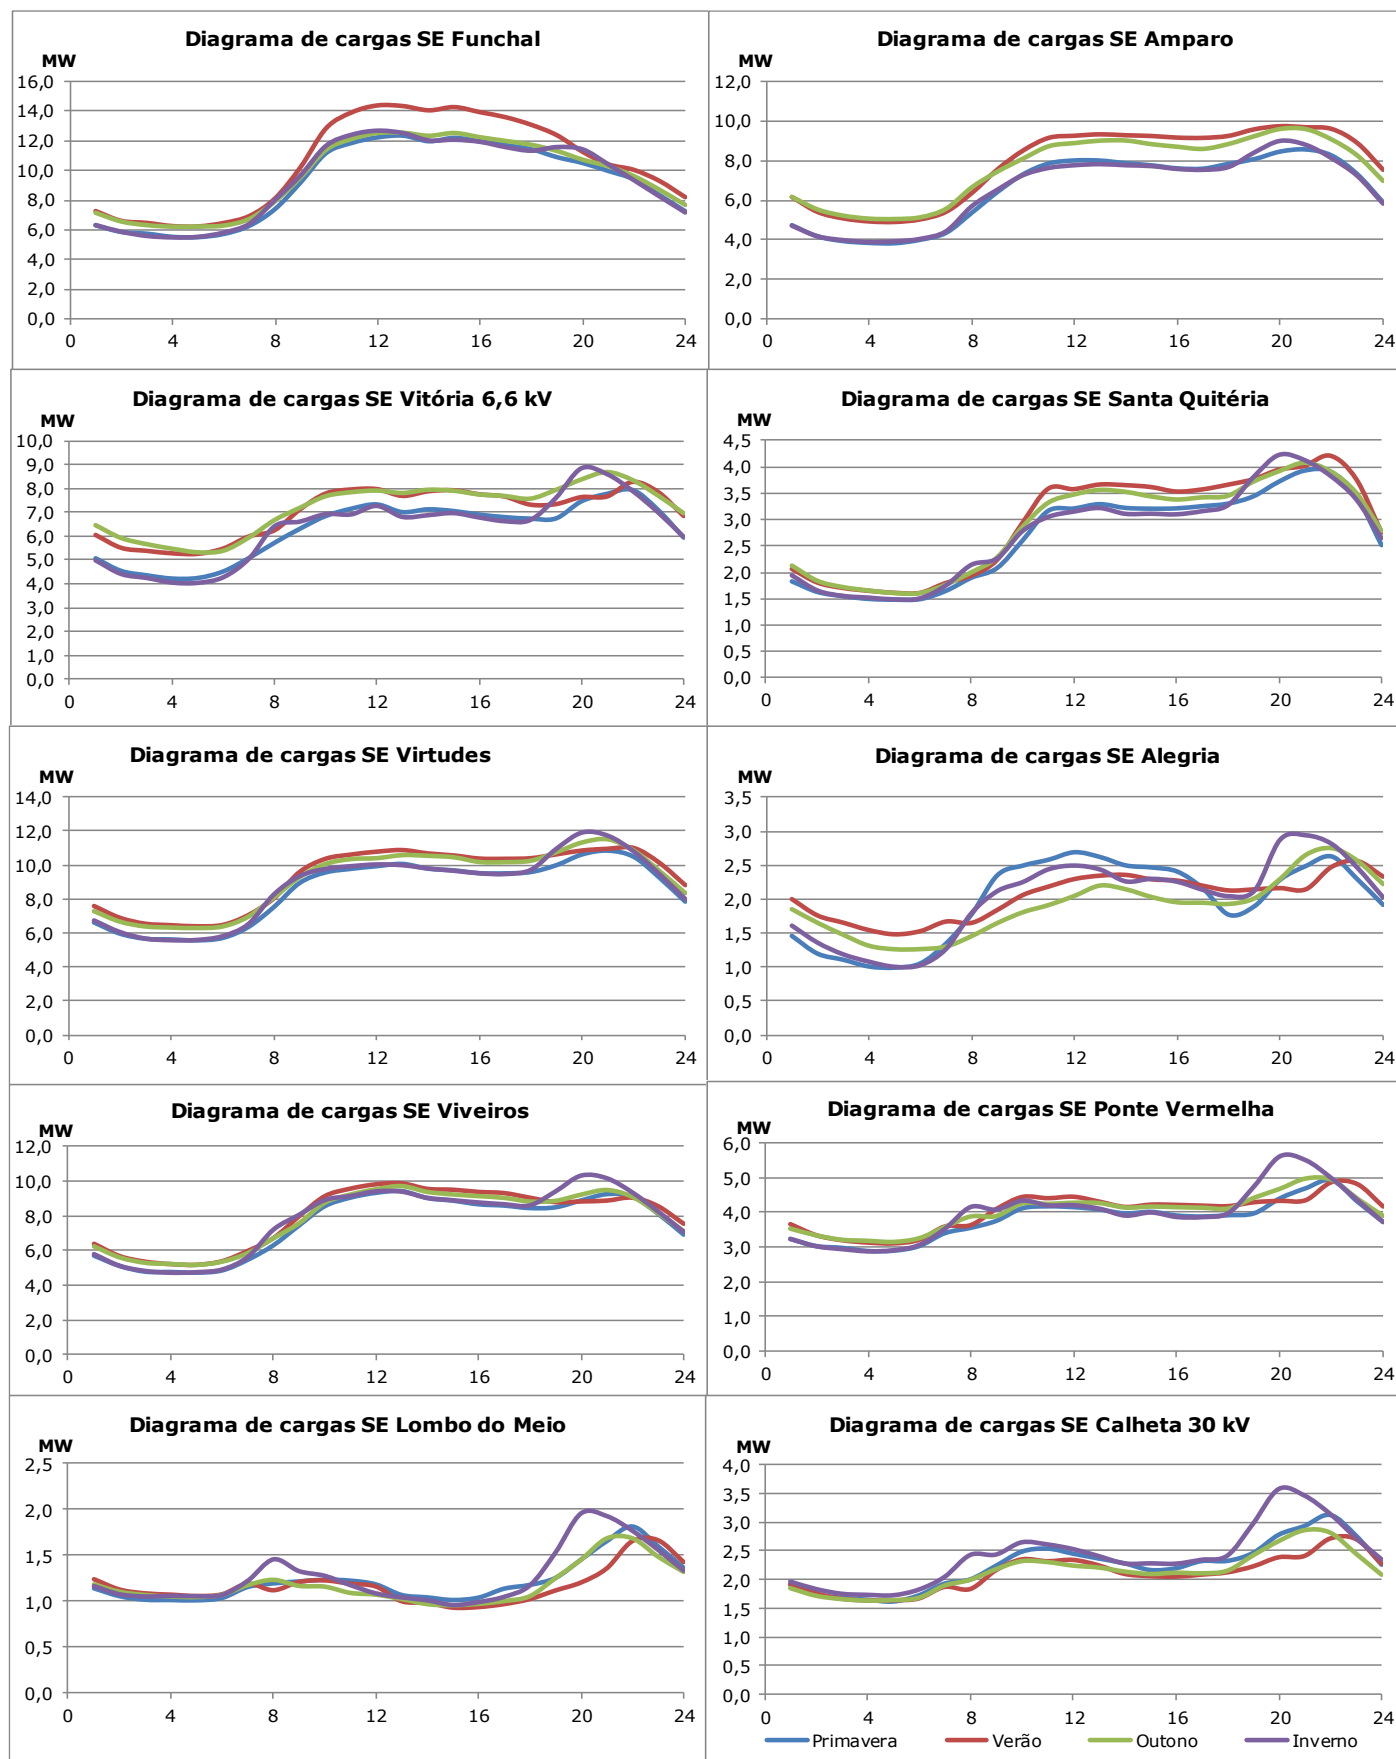 Diagrama de cargas SE Funchal
MW
16,0
14,0
12,0
10,0
8,0
6,0
4,0
2,0
0,0
0 4 8 12 16 20 24
Diagrama de cargas SE Amparo
MW
12,0
10,0
8,0
6,0
4,0
2,0
0,0
0 4 8 12 16 20 24
Diagrama de cargas SE Vitória 6,6 kV
MW
10,0
9,0
8,0
7,0
6,0
5,0
4,0
3,0
2,0
1,0
0,0
0 4 8 12 16 20 24
Diagrama de cargas SE Santa Quitéria
MW
4,5
4,0
3,5
3,0
2,5
2,0
1,5
1,0
0,5
0,0
0 4 8 12 16 20 24
Diagrama de cargas SE Virtudes
MW
14,0
12,0
10,0
8,0
6,0
4,0
2,0
0,0
0 4 8 12 16 20 24
Diagrama de cargas SE Alegria
MW
3,5
3,0
2,5
2,0
1,5
1,0
0,5
0,0
0 4 8 12 16 20 24
Diagrama de cargas SE Viveiros
MW
12,0
10,0
8,0
6,0
4,0
2,0
0,0
0 4 8 12 16 20 24
Diagrama de cargas SE Ponte Vermelha
MW
6,0
5,0
4,0
3,0
2,0
1,0
0,0
0 4 8 12 16 20 24
Diagrama de cargas SE Lombo do Meio
MW
2,5
2,0
1,5
1,0
0,5
0,0
0 4 8 12 16 20 24
Diagrama de cargas SE Calheta 30 kV
MW
4,0
3,5
3,0
2,5
2,0
1,5
1,0
0,5
0,0
0 4 8 12 16 20 24
Primavera Verão Outono Inverno